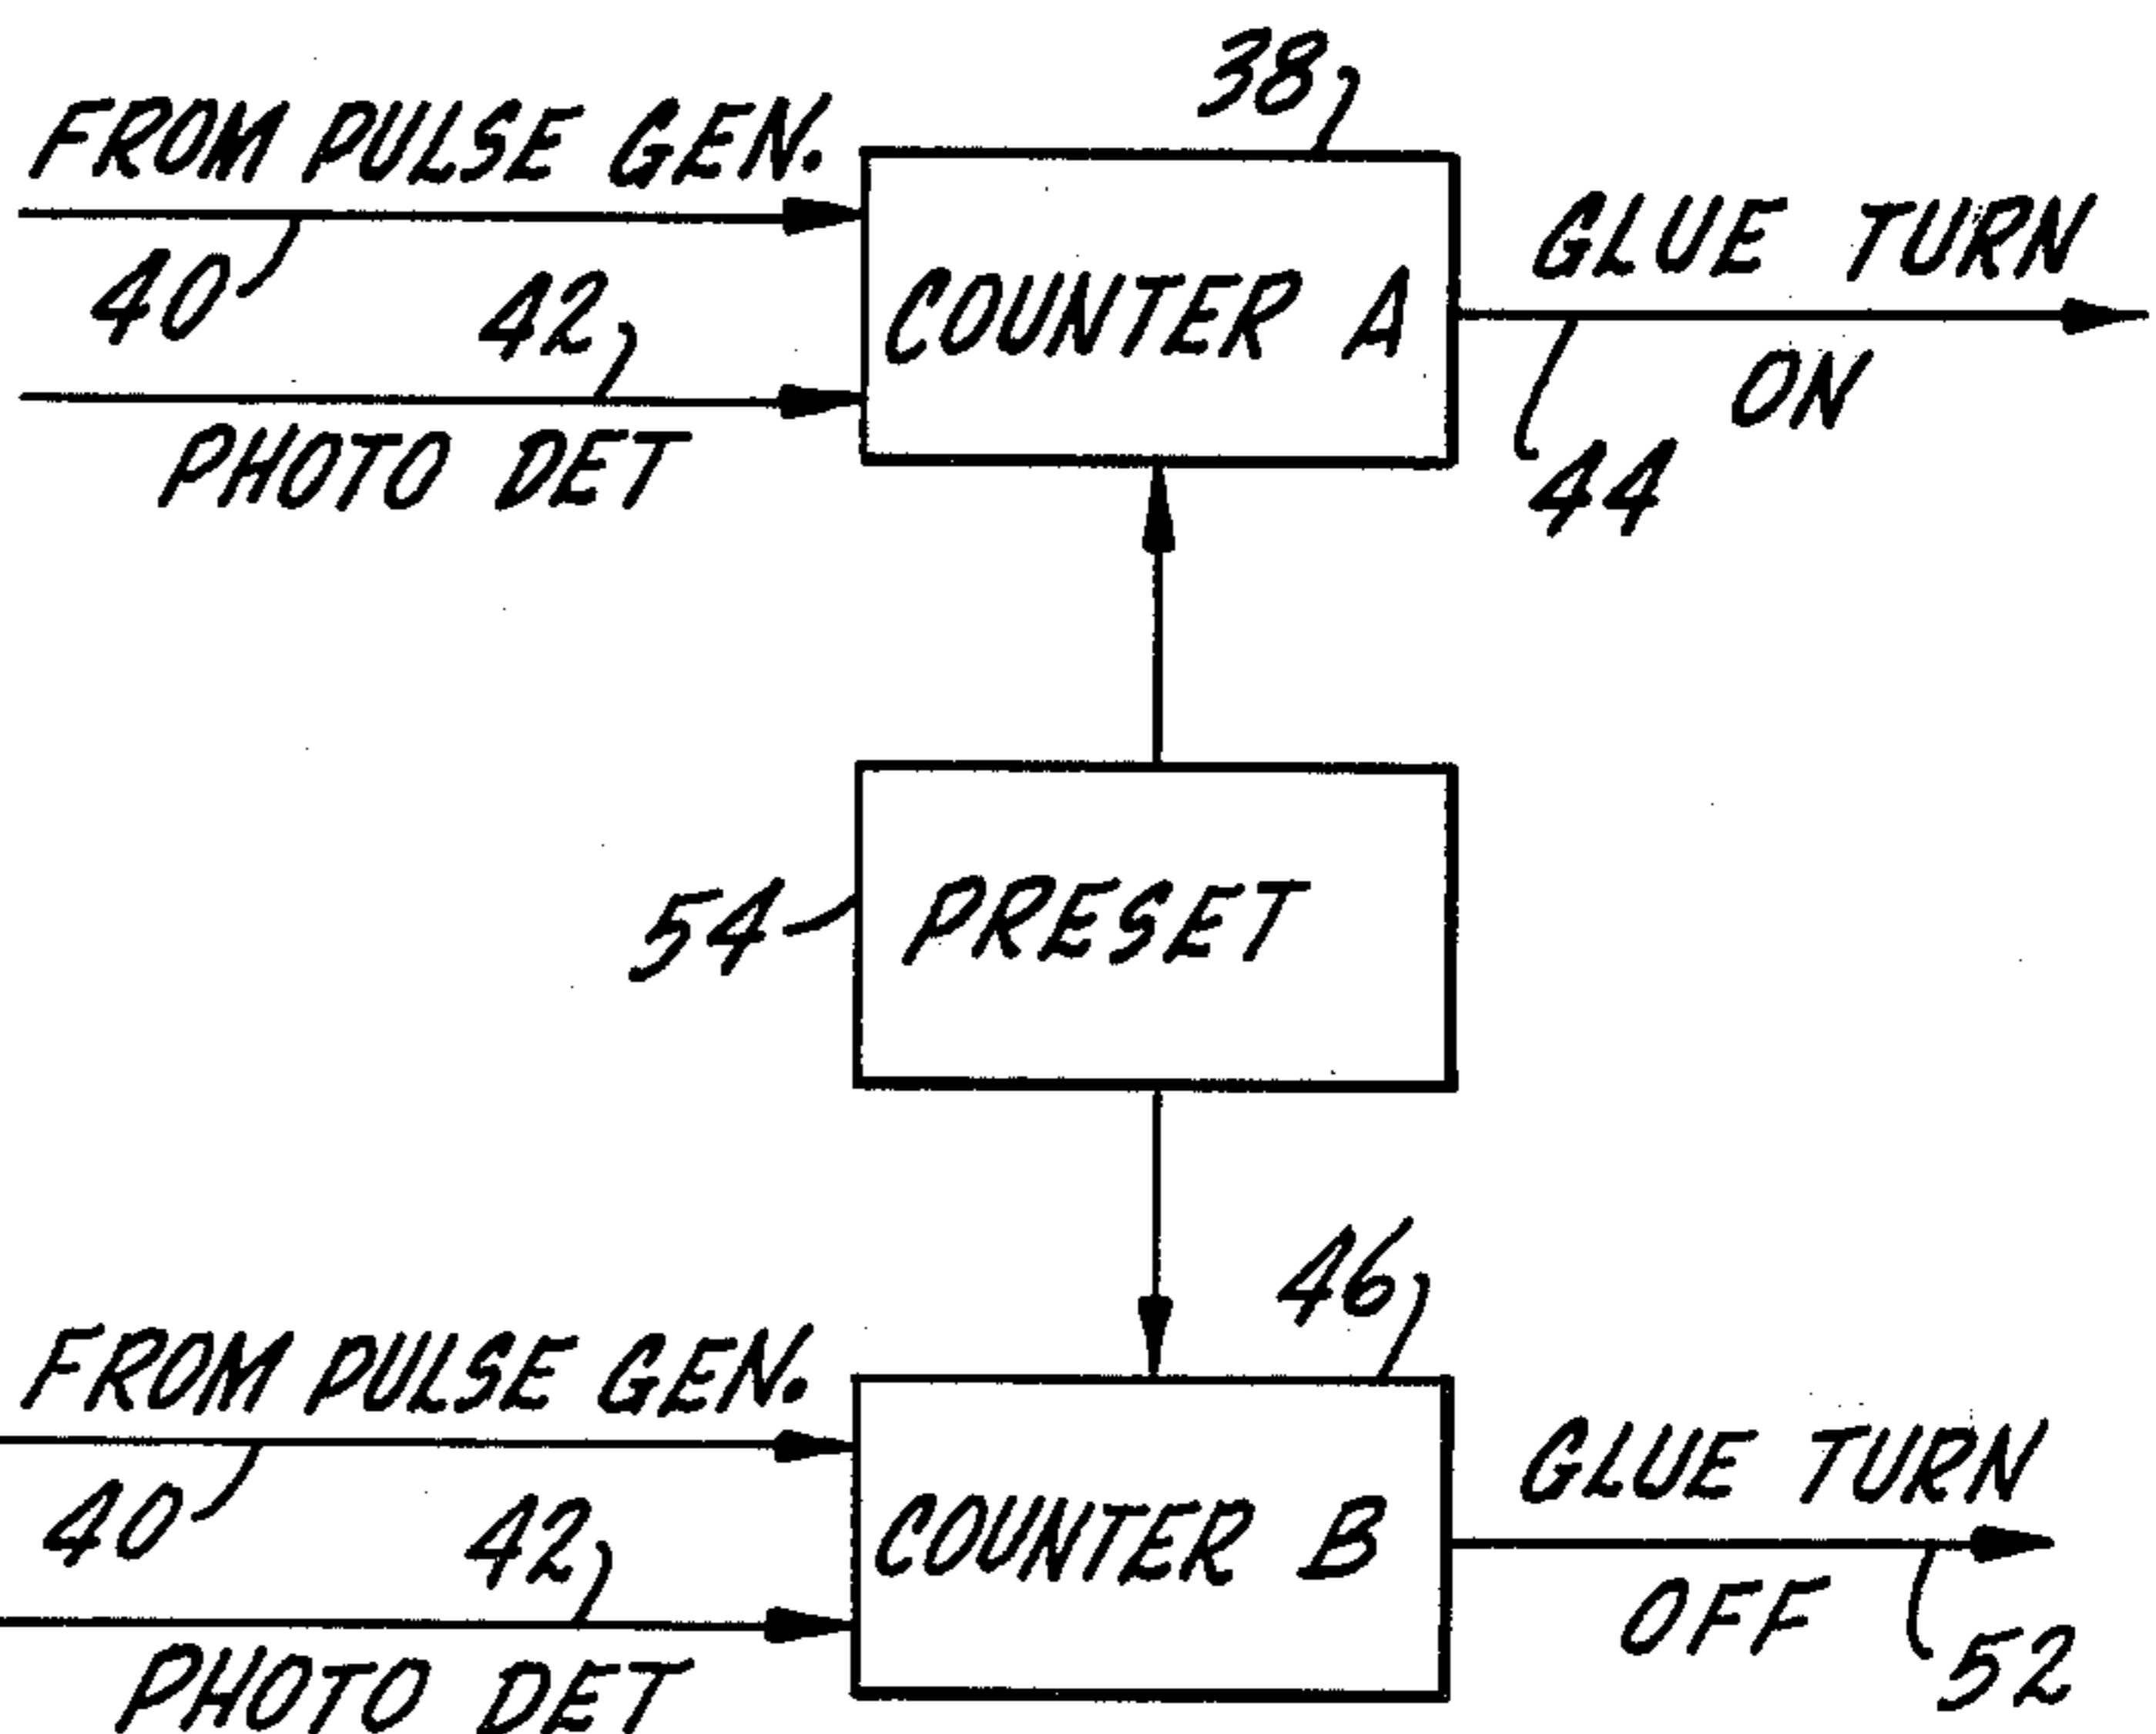 38
FROM PULSE GEN.
40
42
COUNTER A
GLUE TURN
ON
44
PHOTO DET
54
PRESET
46
FROM PULSE GEN.
40
42
COUNTER B
GLUE TURN
OFF
52
PHOTO DET